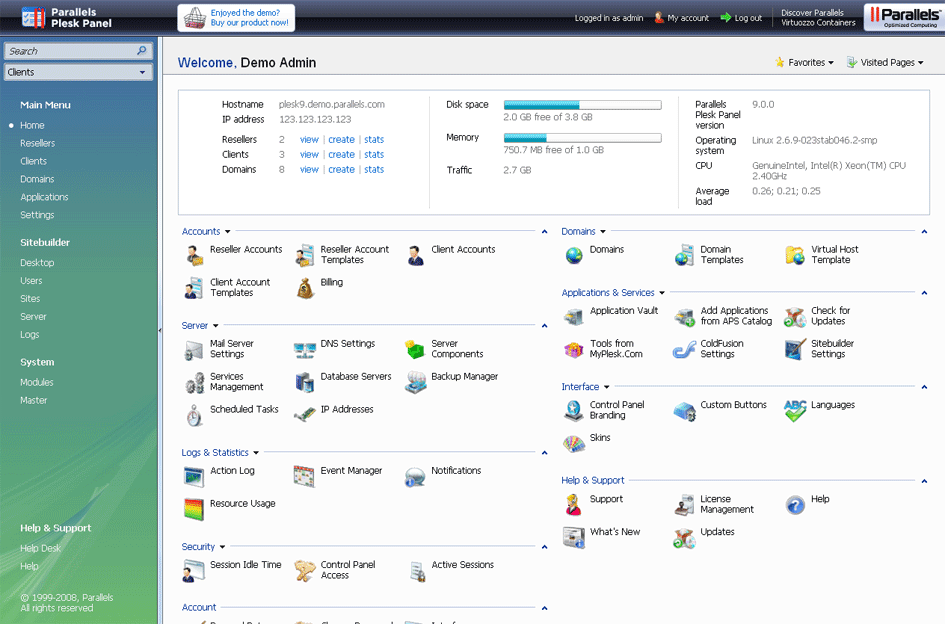 Parallels
Plesk Panel
Enjoyed the demo?
Buy our product now!
Logged in as admin
My account
Log out
Discover Parallels
Virtuozzo Containers
Parallels
Optimized Computing
Search
Clients
Main Menu
Home
Resellers
Clients
Domains
Applications
Settings
Sitebuilder
Desktop
Users
Sites
Server
Logs
System
Modules
Master
Help & Support
Help Desk
Help
© 1999-2008, Parallels
All rights reserved
Welcome, Demo Admin
Favorites
Visited Pages
Hostname plesk9.demo.parallels.com
IP address 123.123.123.123
Resellers 2 view | create | stats
Clients 3 view | create | stats
Domains 8 view | create | stats
Disk space
2.0 GB free of 3.8 GB
Memory
750.7 MB free of 1.0 GB
Traffic 2.7 GB
Parallels 9.0.0
Plesk Panel
version
Operating Linux 2.6.9-023stab046.2-smp
system
CPU GenuineIntel, Intel(R) Xeon(TM) CPU
2.40GHz
Average 0.26; 0.21; 0.25
load
Accounts
Reseller Accounts
Reseller Account
Templates
Client Accounts
Client Account
Templates
Billing
Server
Mail Server
Settings
DNS Settings
Server
Components
Services
Management
Database Servers
Backup Manager
Scheduled Tasks
IP Addresses
Logs & Statistics
Action Log
Event Manager
Notifications
Resource Usage
Security
Session Idle Time
Control Panel
Access
Active Sessions
Account
Domains
Domains
Domain
Templates
Virtual Host
Template
Applications & Services
Application Vault
Add Applications
from APS Catalog
Check for
Updates
Tools from
MyPlesk.Com
ColdFusion
Settings
Sitebuilder
Settings
Interface
Control Panel
Branding
Custom Buttons
ABC
Languages
Skins
Help & Support
Support
License
Management
Help
What's New
Updates